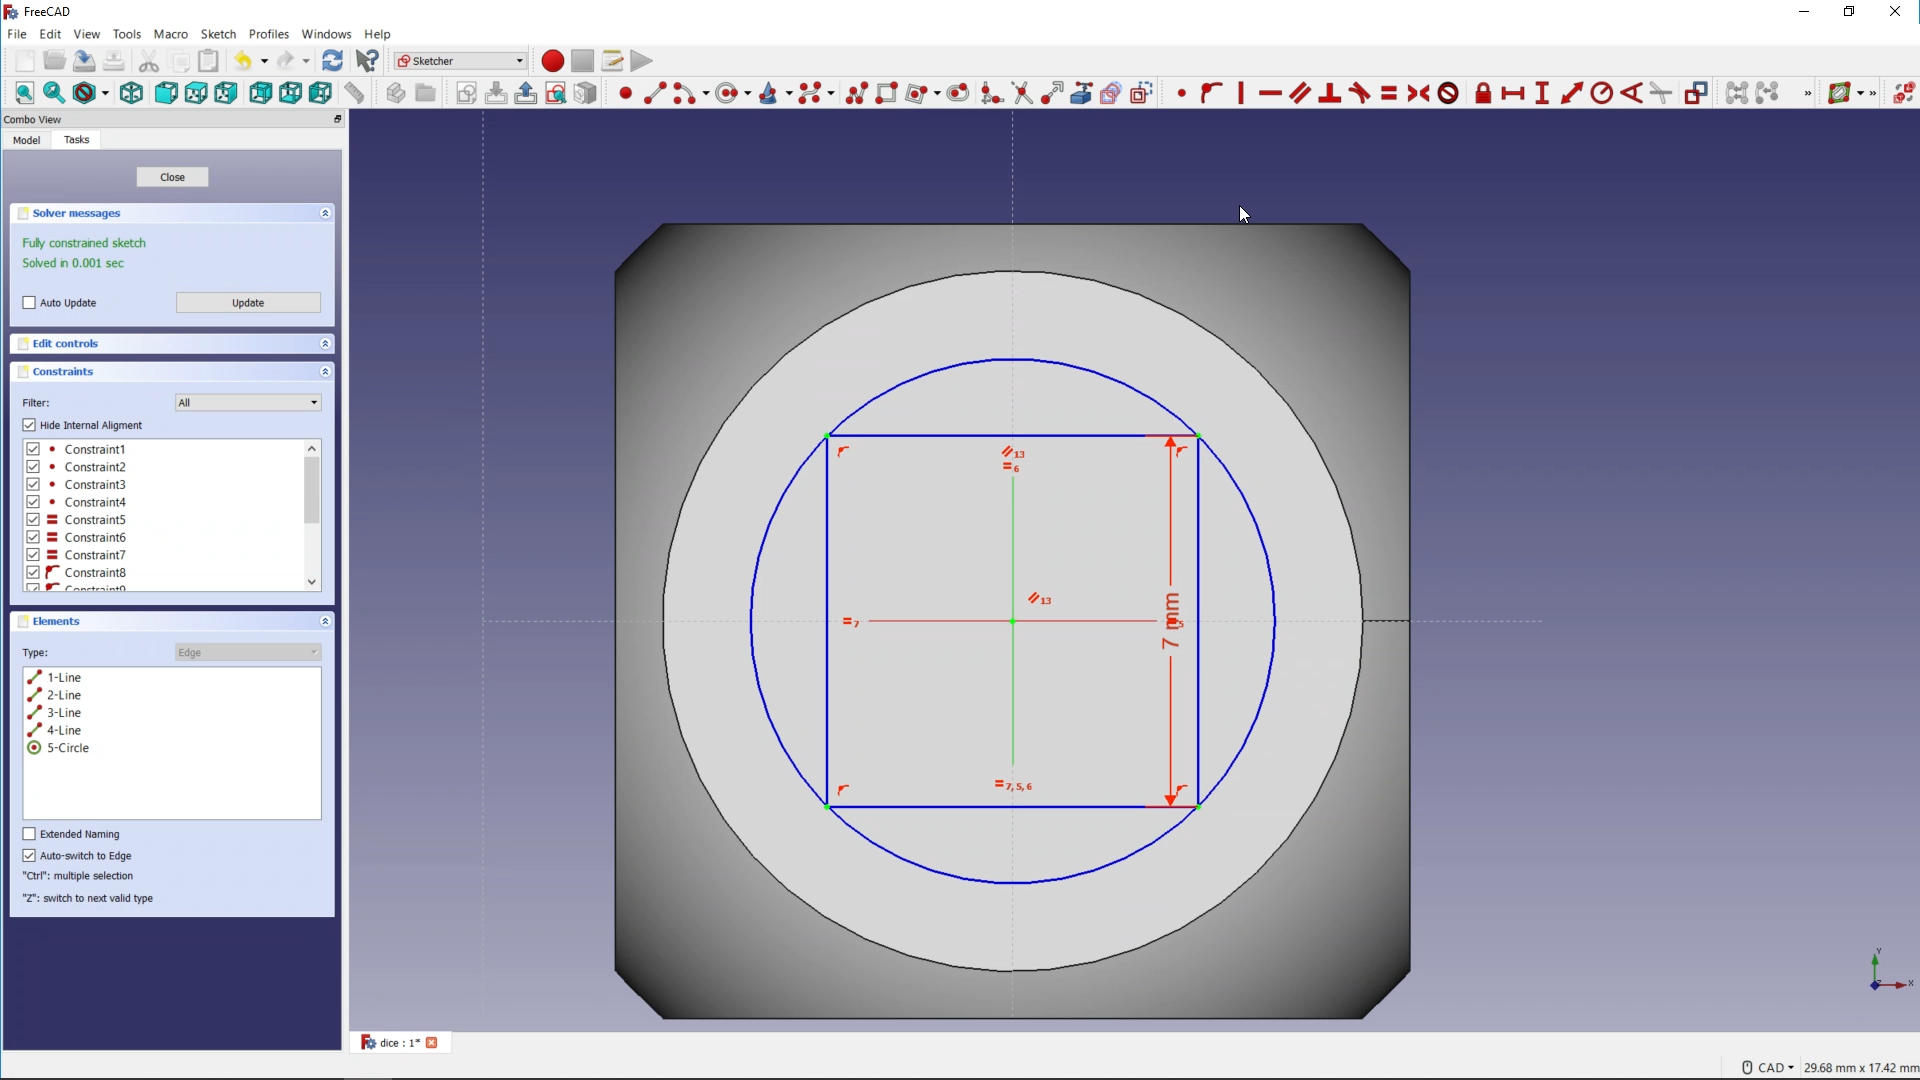 FreeCAD
File Edit View Tools Macro Sketch Profiles Windows Help
Sketcher
Combo View
Model Tasks
Close
Solver messages
Fully constrained sketch
Solved in 0.001 sec
Auto Update Update
Edit controls
Constraints
Filter: All
Hide Internal Aligment
Constraint1
Constraint2
Constraint3
Constraint4
Constraint5
Constraint6
Constraint7
Constraint8
Constraint9
Elements
Type: Edge
1-Line
2-Line
3-Line
4-Line
5-Circle
Extended Naming
Auto-switch to Edge
"Ctrl": multiple selection
"Z": switch to next valid type
13
6
13
7
7 mm
5
7, 5, 6
Y
X
dice : 1*
CAD 29.68 mm x 17.42 mm